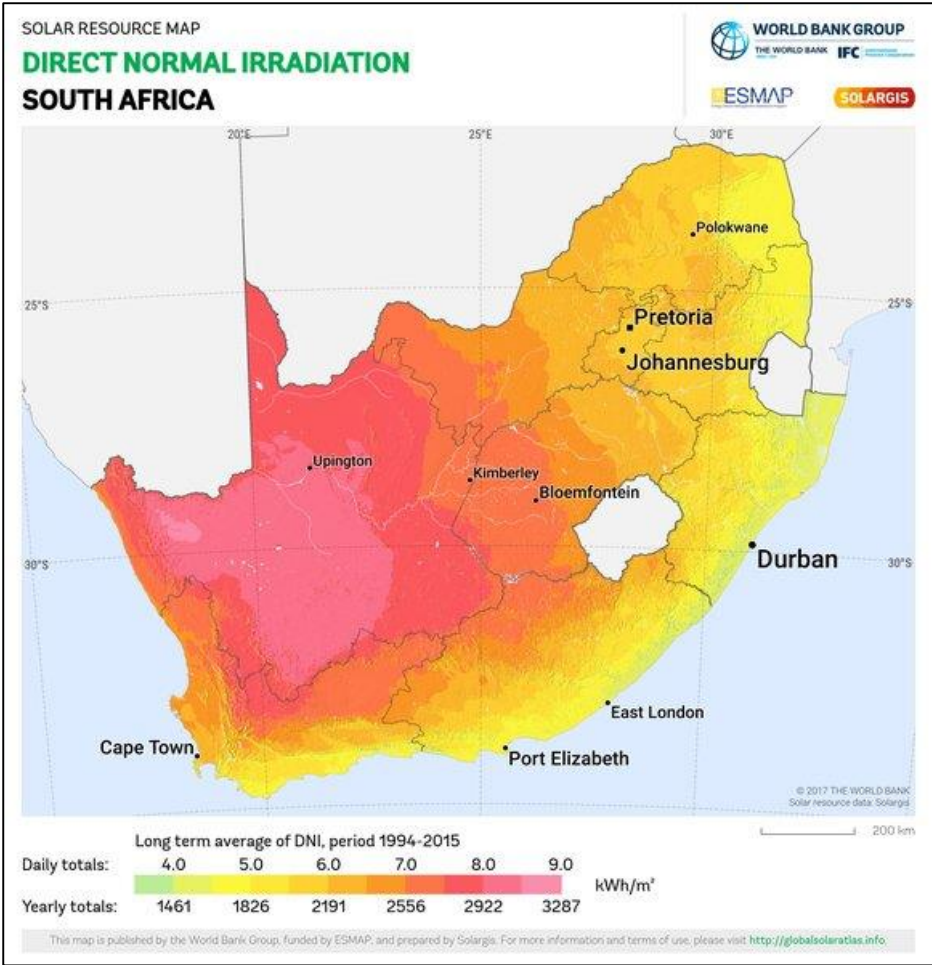 SOLAR RESOURCE MAP
DIRECT NORMAL IRRADIATION
SOUTH AFRICA
WORLD BANK GROUP
THE WORLD BANK
IFC
ESMAP
SOLARGIS
20°E
25°E
30°E
Polokwane
25°S
25°S
Pretoria
Johannesburg
Upington
Kimberley
Bloemfontein
30°S
Durban
30°S
East London
Cape Town
Port Elizabeth
© 2017 THE WORLD BANK
Solar resource data: Solargis
200 km
Long term average of DNI, period 1994-2015
Daily totals: 4.0 5.0 6.0 7.0 8.0 9.0
kWh/m²
Yearly totals: 1461 1826 2191 2556 2922 3287
This map is published by the World Bank Group, funded by ESMAP, and prepared by Solargis. For more information and terms of use, please visit http://globalsolaratlas.info.